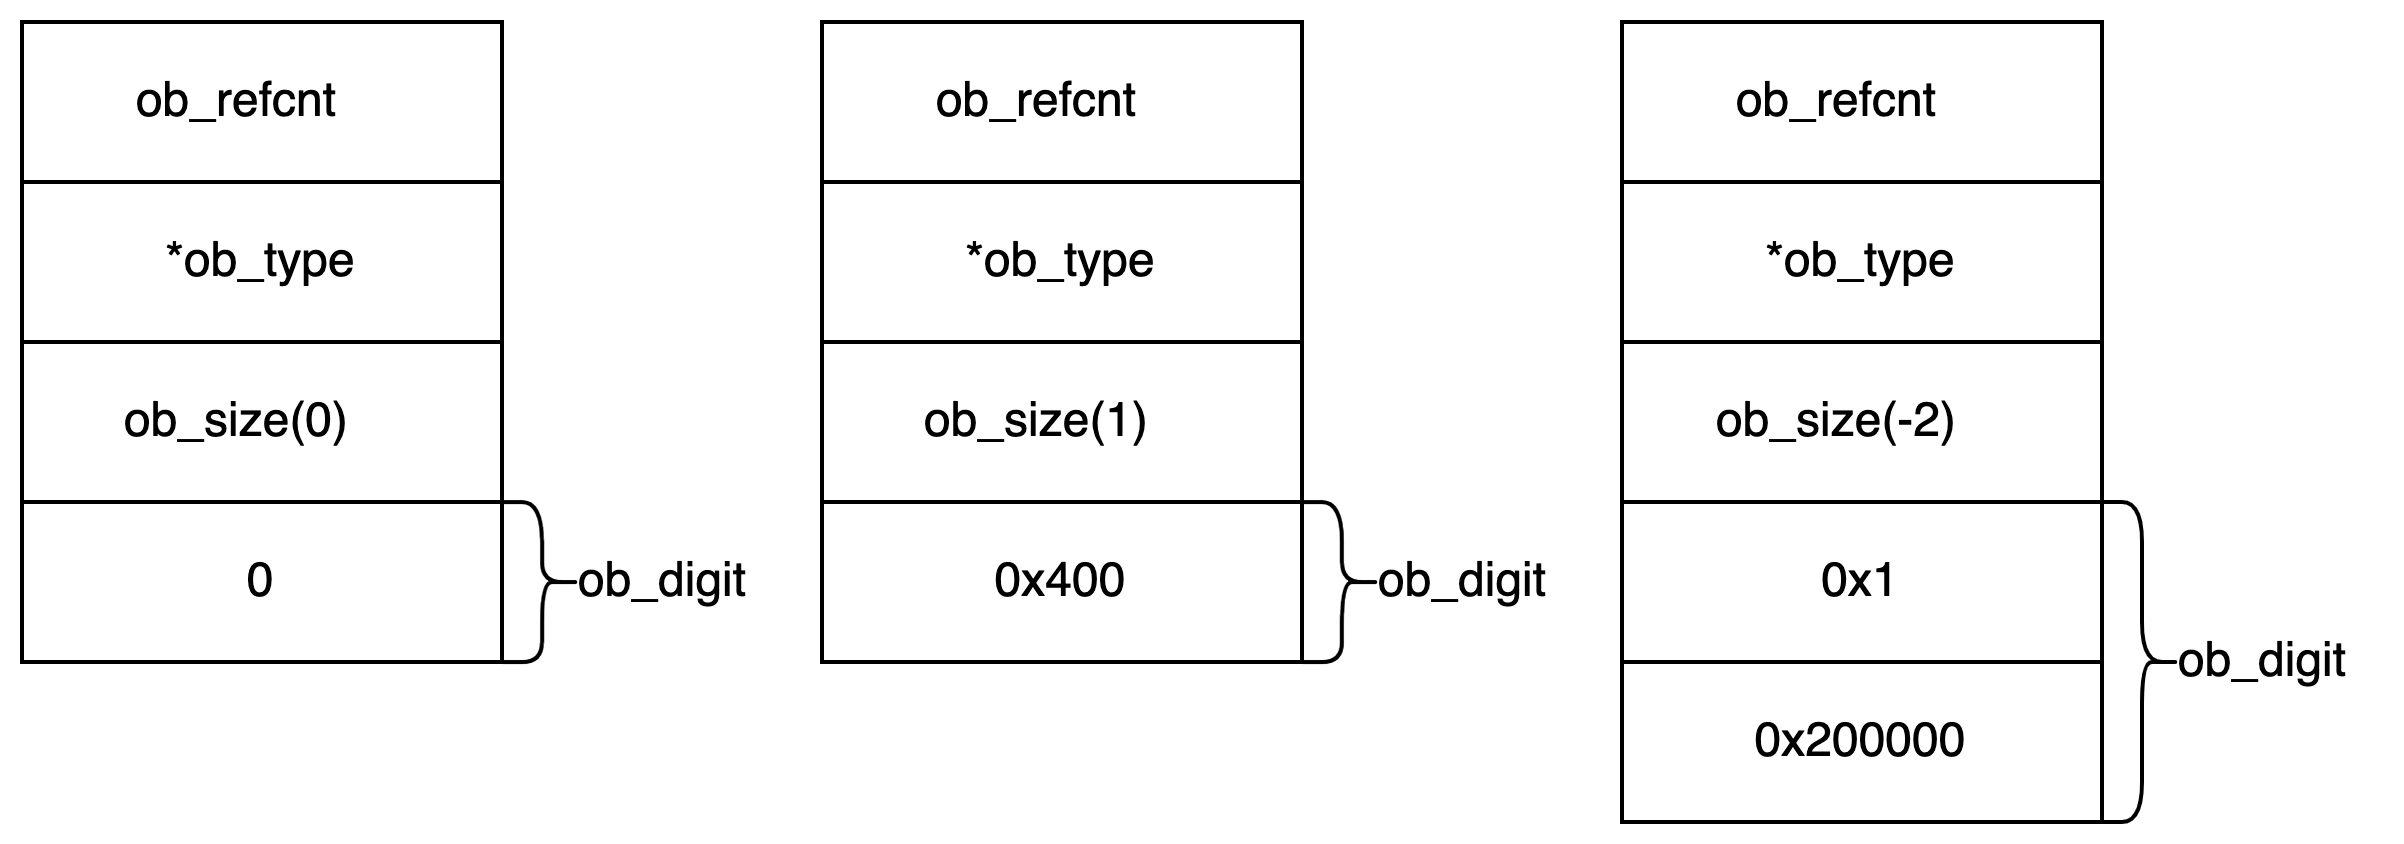 ob_refcnt
*ob_type
ob_size(0)
0
ob_digit
ob_refcnt
*ob_type
ob_size(1)
0x400
ob_digit
ob_refcnt
*ob_type
ob_size(-2)
0x1
0x200000
ob_digit